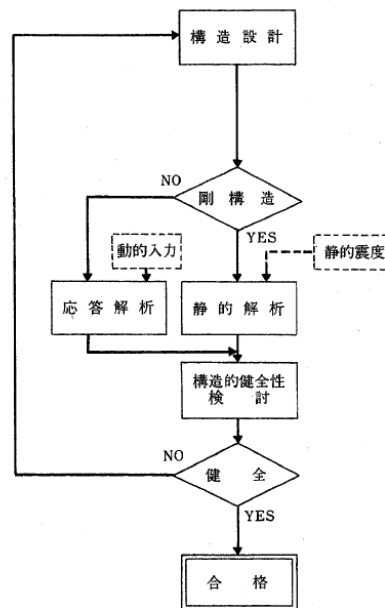 構造設計
NO
剛構造
YES
動的入力
静的震度
応答解析
静的解析
構造的健全性
検討
NO
健全
YES
合格